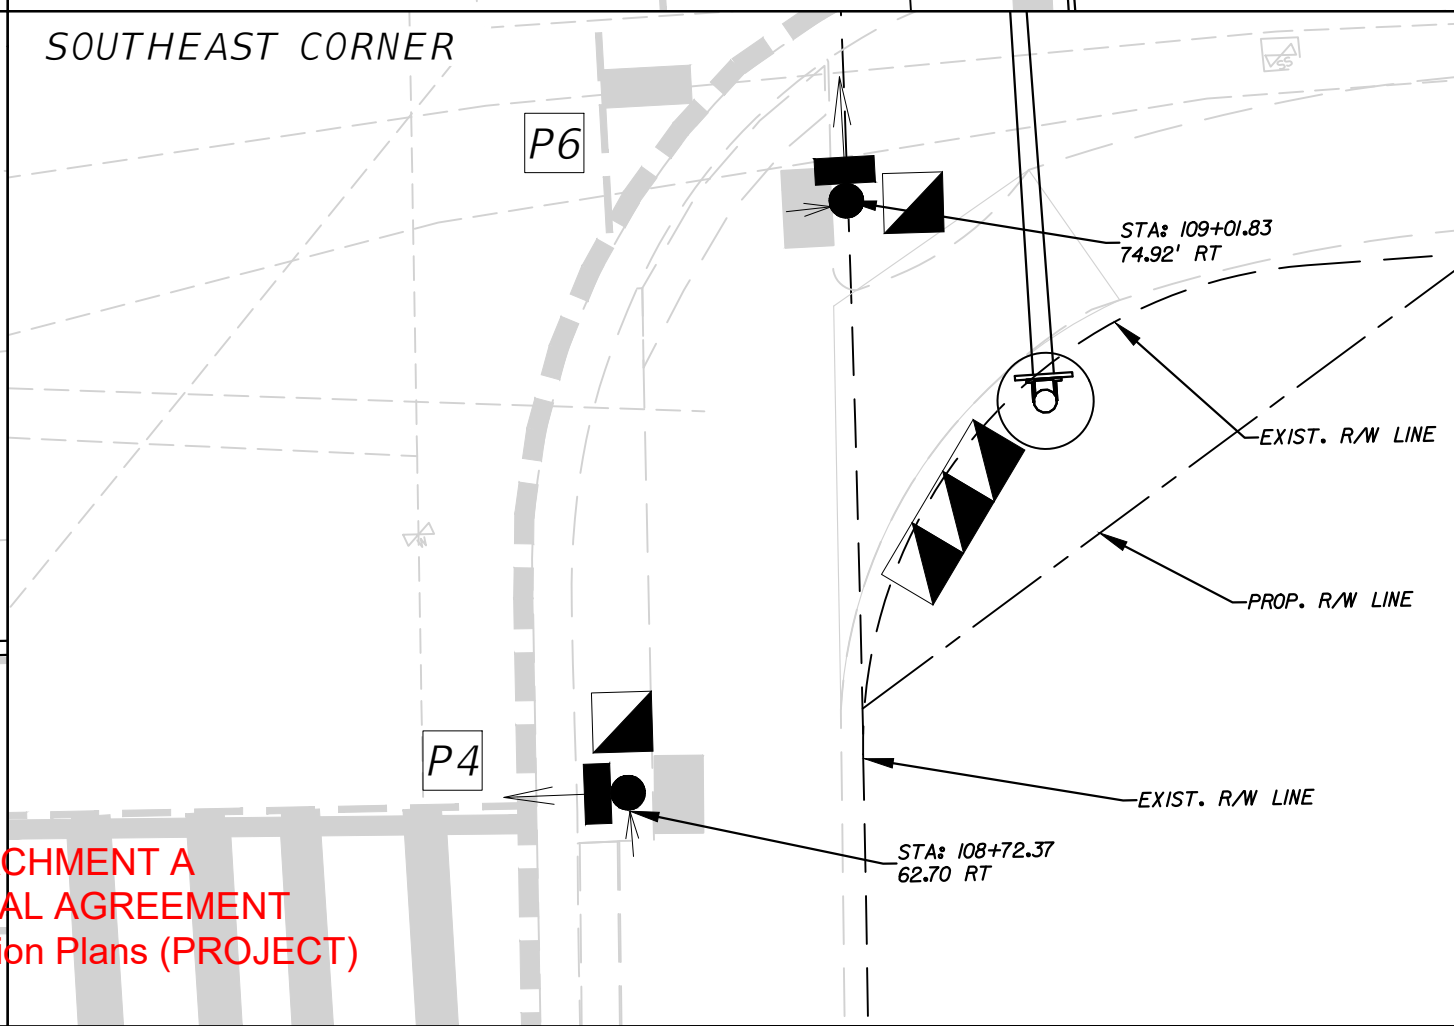 SOUTHEAST CORNER
SS
P6
STA: 109+01.83
74.92' RT
EXIST. R/W LINE
W
PROP. R/W LINE
P4
EXIST. R/W LINE
STA: 108+72.37
62.70 RT
CHMENT A
AL AGREEMENT
ion Plans (PROJECT)